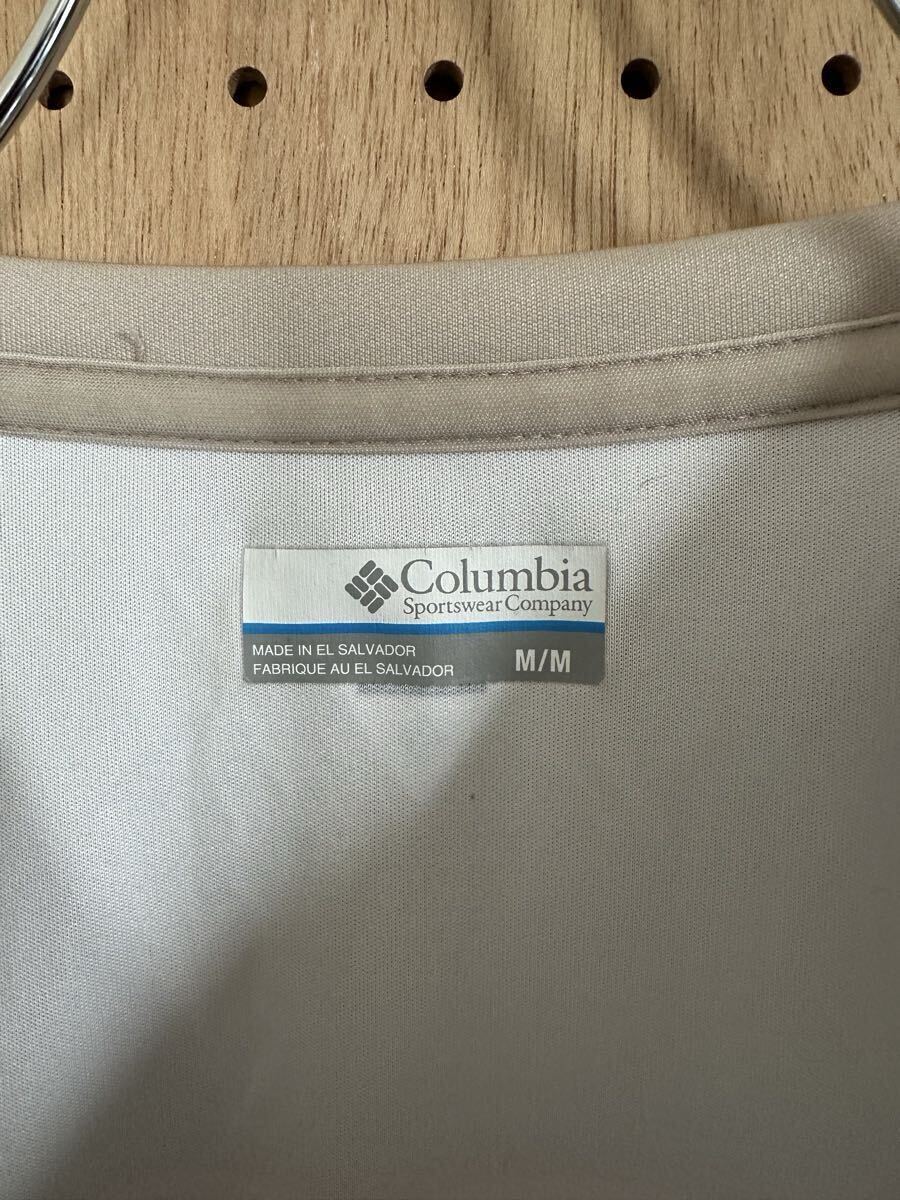 Columbia
Sportswear Company
MADE IN EL SALVADOR
FABRIQUE AU EL SALVADOR
M/M